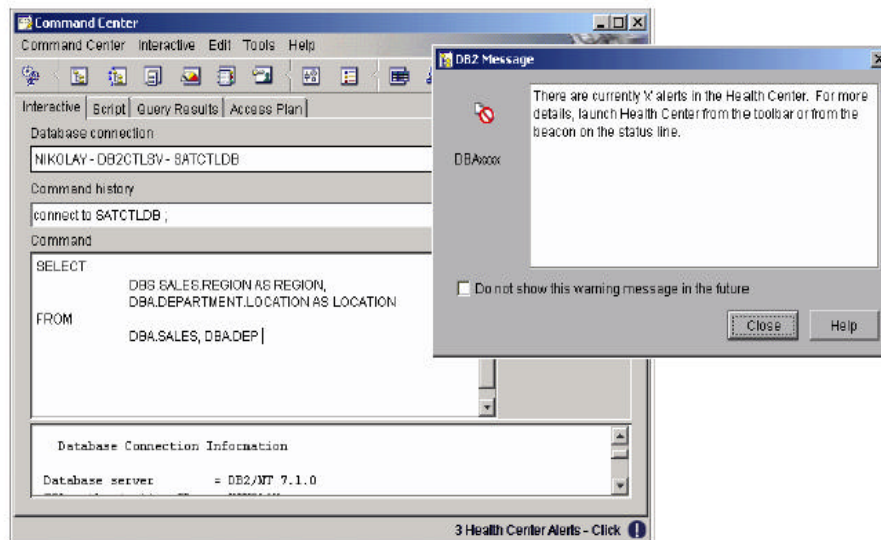 Command Center
Command Center Interactive Edit Tools Help
Interactive Script Query Results Access Plan
Database connection
NIKOLAY - DB2CTLSV - SATCTLDB
Command history
connect to SATCTLDB ;
Command
SELECT
DBS.SALES.REGION AS REGION,
DBA.DEPARTMENT.LOCATION AS LOCATION
FROM
DBA.SALES, DBA.DEP
Database Connection Information
Database server = DB2/NT 7.1.0
3 Health Center Alerts - Click
DB2 Message
There are currently 'x' alerts in the Health Center. For more
details, launch Health Center from the toolbar or from the
beacon on the status line.
DBAxxxx
Do not show this warning message in the future
Close Help